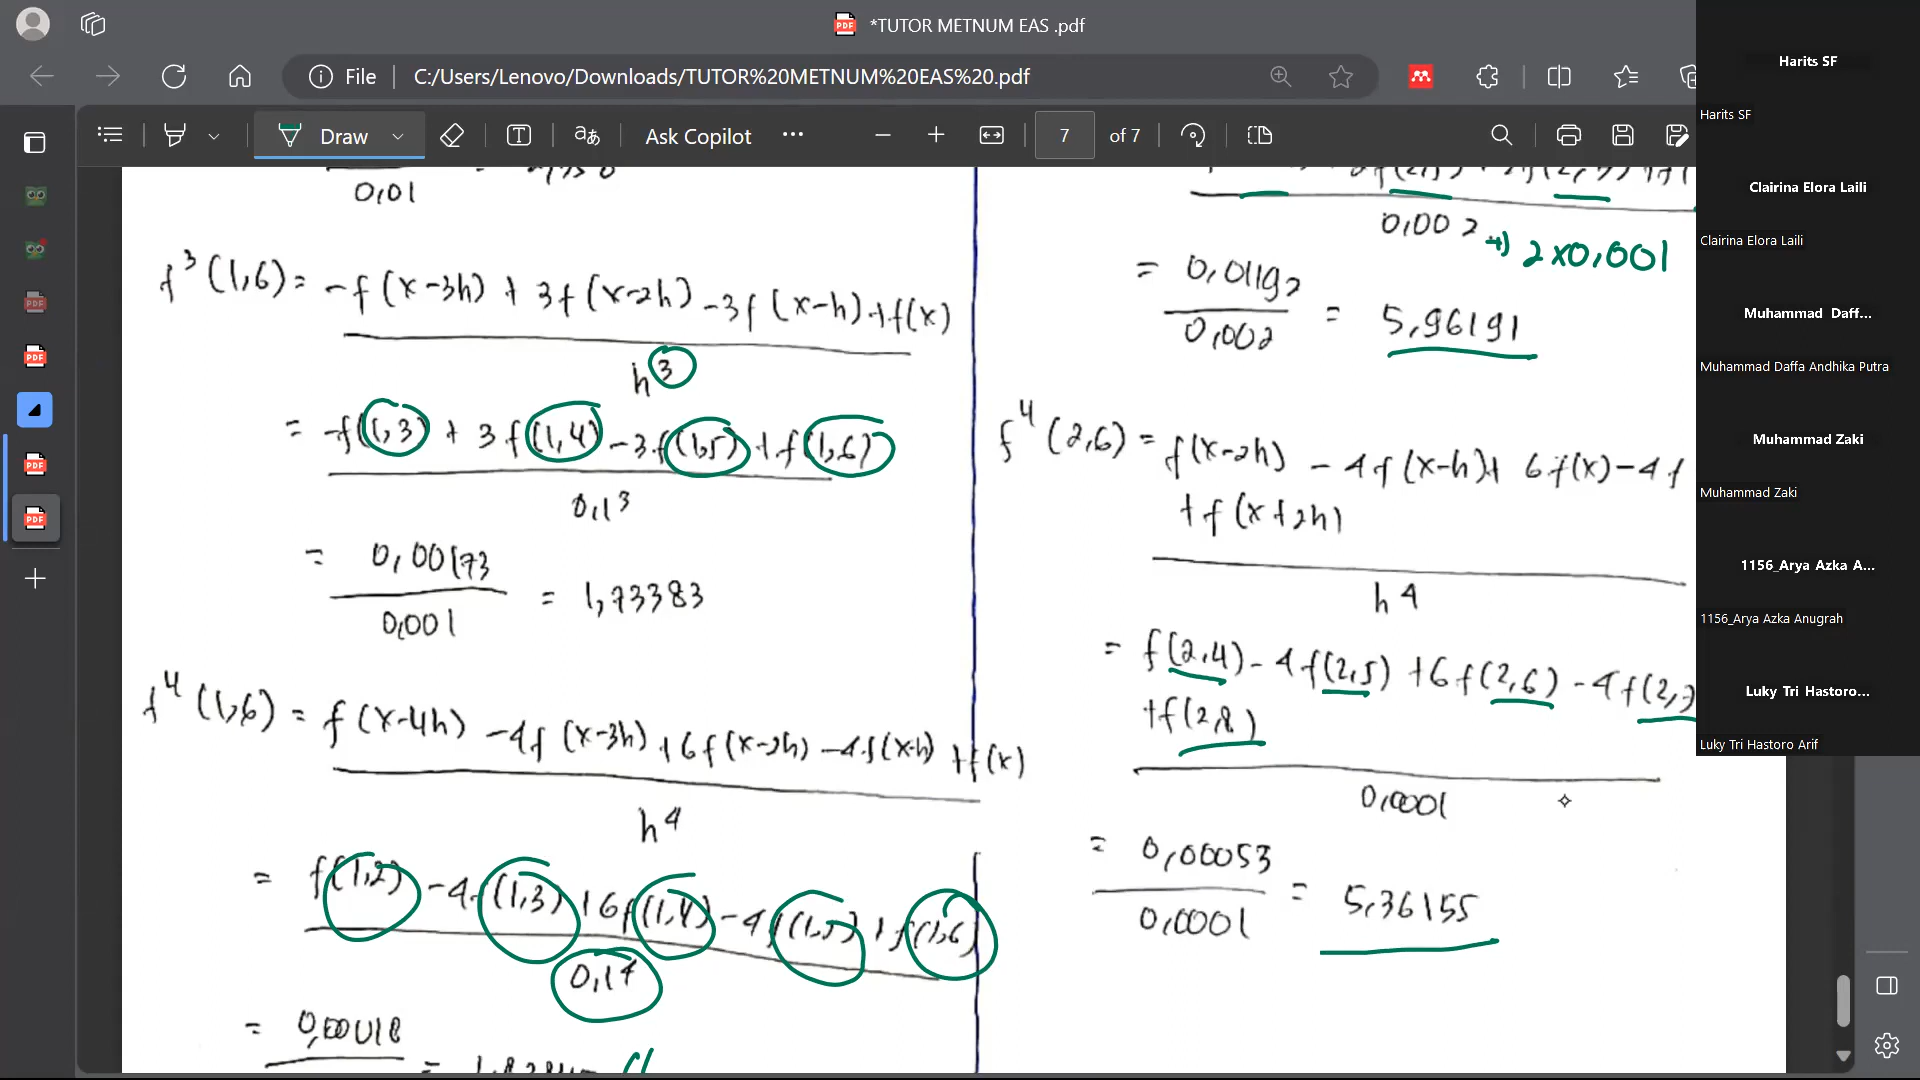 *TUTOR METNUM EAS .pdf
File
C:/Users/Lenovo/Downloads/TUTOR%20METNUM%20EAS%20.pdf
Draw
aあ
Ask Copilot
7 of 7
0,01
f³(1,6) = -f(x-3h) + 3f(x-2h) -3f(x-h) + f(x)
h³
= -f(1,3) + 3f(1,4) -3f(1,5) + f(1,6)
0,1³
= 0,00173
0,001
= 1,73383
f⁴(1,6) = f(x-4h) -4f(x-3h) +6f(x-2h) -4f(x-h) +f(x)
h⁴
= f(1,2) -4f(1,3) +6f(1,4) -4f(1,5) + f(1,6)
0,1⁴
= 0,00018
0,002 → 2x0,001
= 0,01192
0,002
= 5,96191
f⁴(2,6) = f(x-2h) -4f(x-h) + 6f(x) -4f
+f(x+2h)
h⁴
= f(2,4) -4f(2,5) +6f(2,6) -4f(2,7
+f(2,8)
0,0001
= 0,00053
0,0001
= 5,36155
Harits SF
Harits SF
Clairina Elora Laili
Clairina Elora Laili
Muhammad Daff...
Muhammad Daffa Andhika Putra
Muhammad Zaki
Muhammad Zaki
1156_Arya Azka A...
1156_Arya Azka Anugrah
Luky Tri Hastoro...
Luky Tri Hastoro Arif